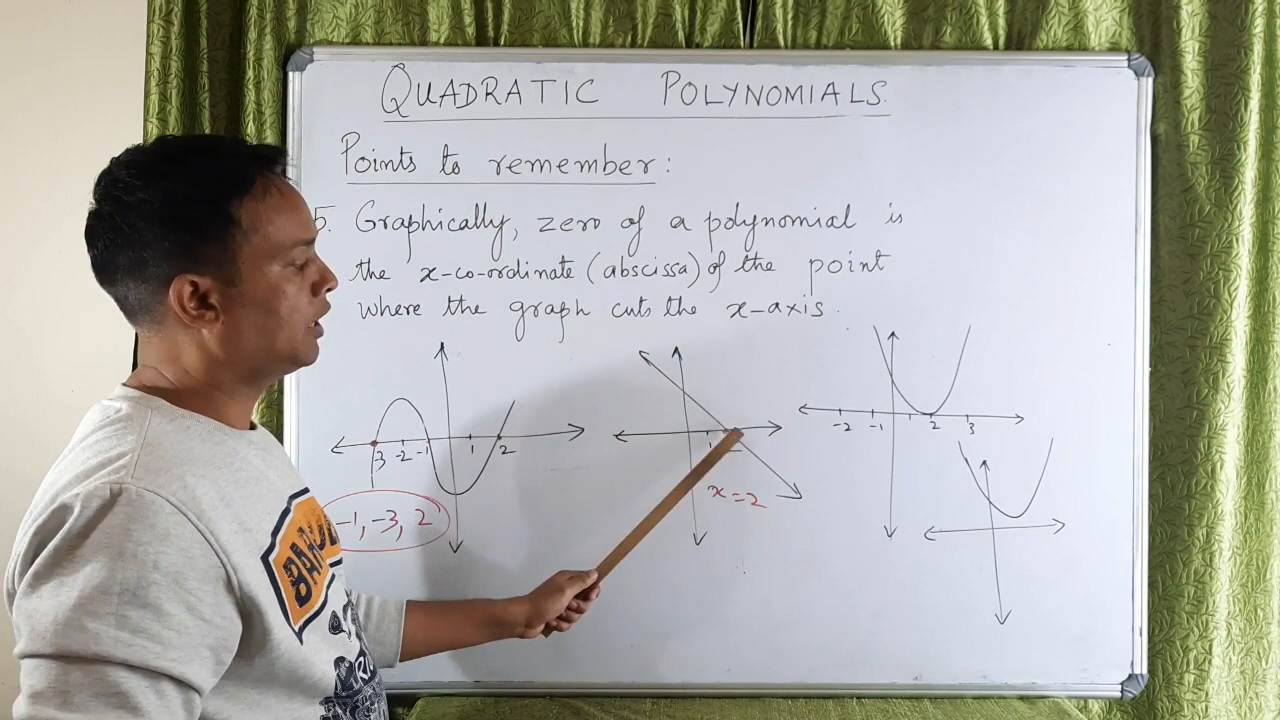 QUADRATIC POLYNOMIALS.
Points to remember:
5. Graphically, zero of a polynomial is
the x-co-ordinate (abscissa) of the point
where the graph cuts the x-axis.
3 -2 -1 1 2
-1, -3, 2
1
x=2
-2 -1 2 3